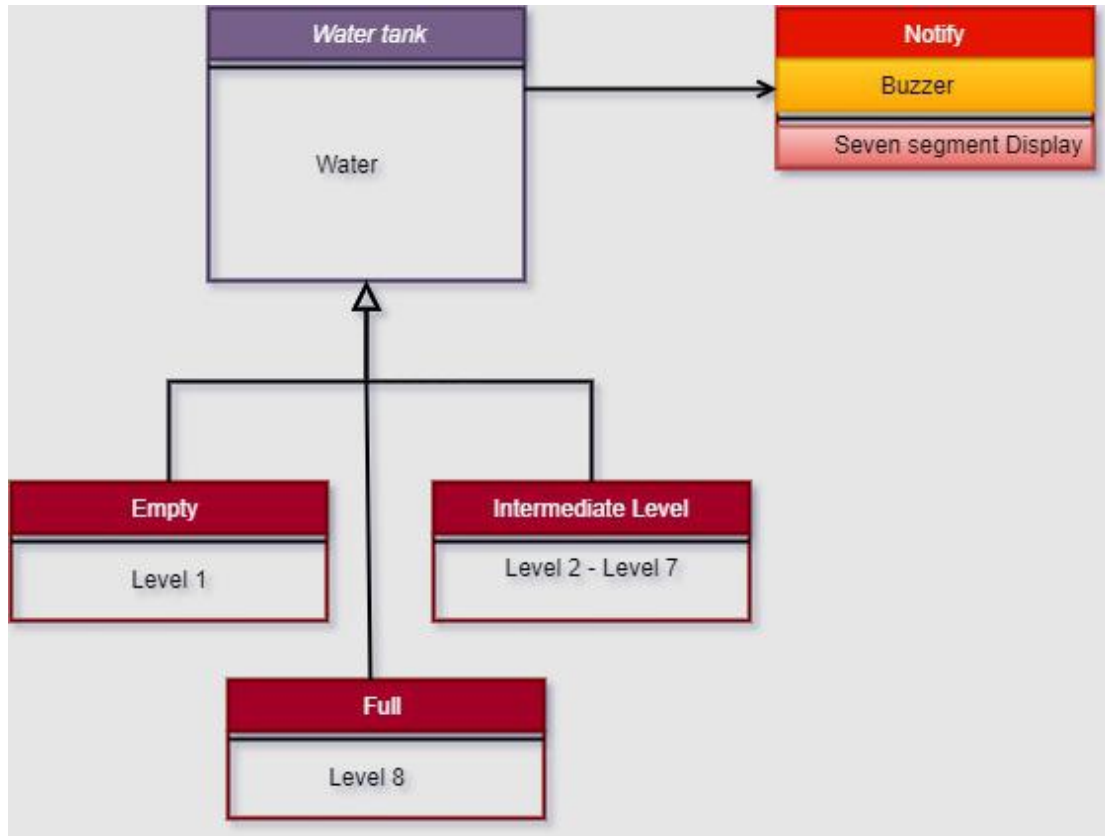 Water tank
Water
Notify
Buzzer
Seven segment Display
Empty
Level 1
Intermediate Level
Level 2 - Level 7
Full
Level 8